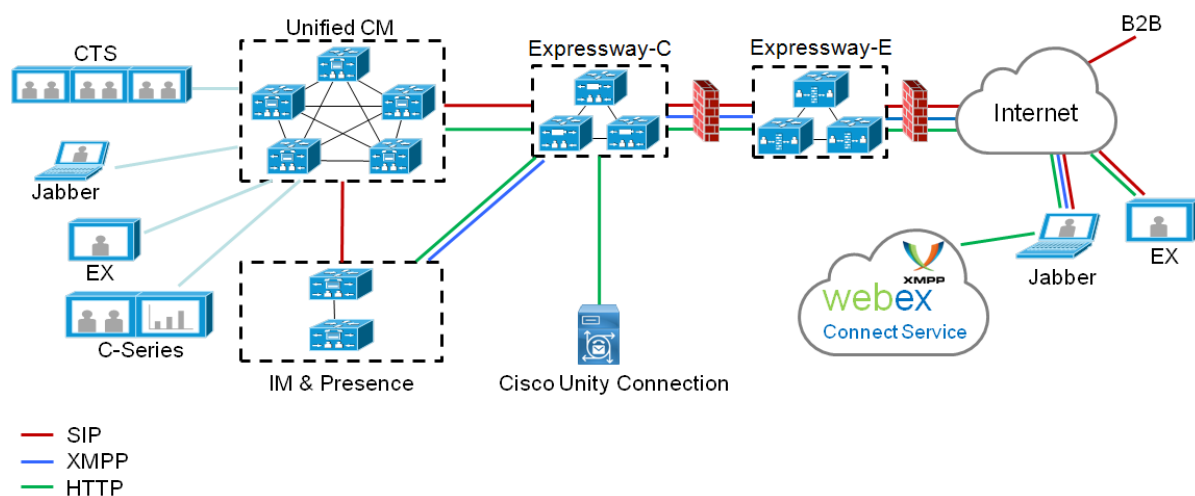 B2B
Unified CM
CTS
Expressway-C
Expressway-E
Internet
Jabber
EX
XMPP
webex
Connect Service
Jabber
EX
C-Series
IM & Presence
Cisco Unity Connection
SIP
XMPP
HTTP